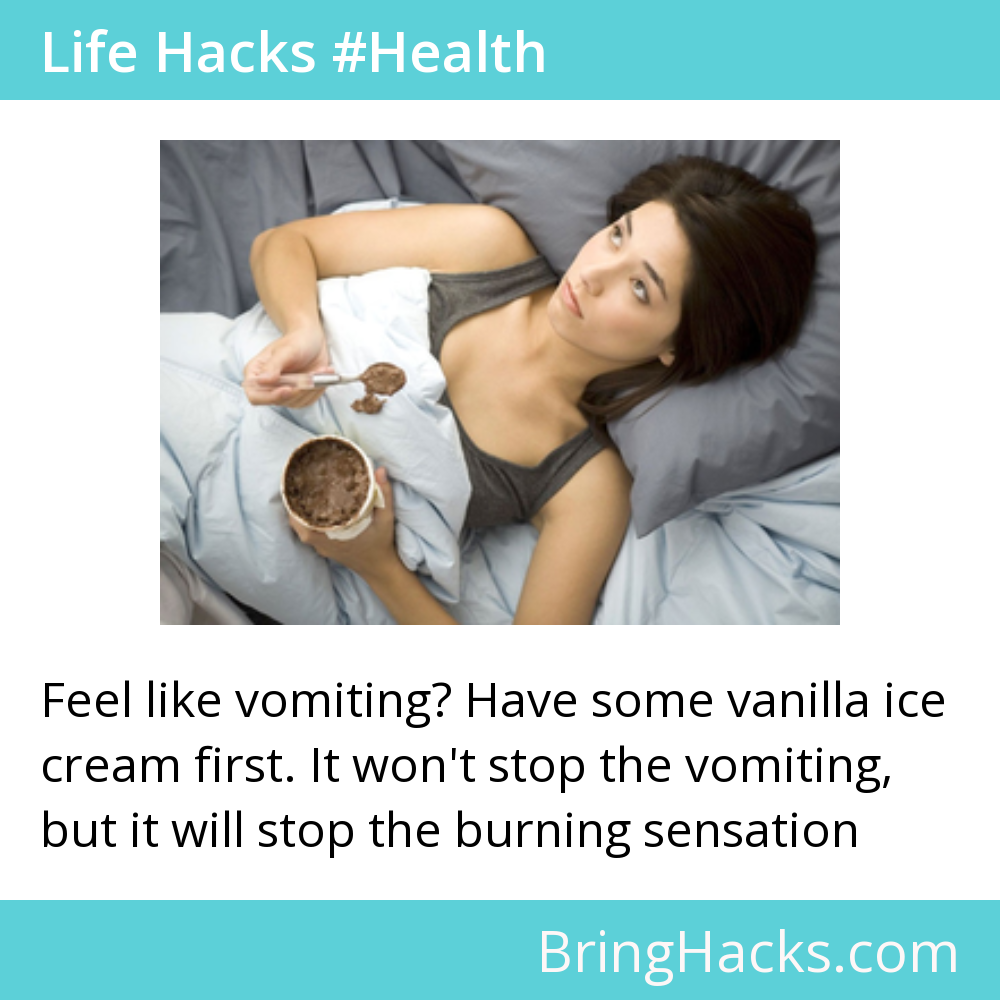 Life Hacks #Health
Feel like vomiting? Have some vanilla ice
cream first. It won't stop the vomiting,
but it will stop the burning sensation
BringHacks.com